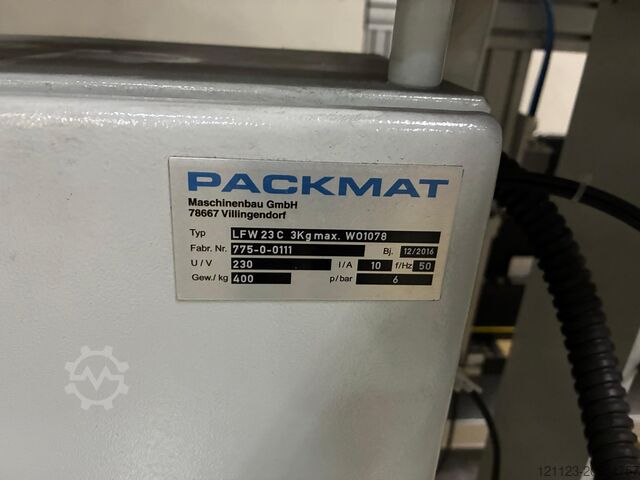 PACKMAT
Maschinenbau GmbH
78667 Villingendorf
Typ LFW 23 C 3Kg max. W01078
Fabr. Nr. 775-0-0111 Bj. 12/2016
U / V 230 I / A 10 f/Hz 50
Gew./ kg 400 p/bar 6